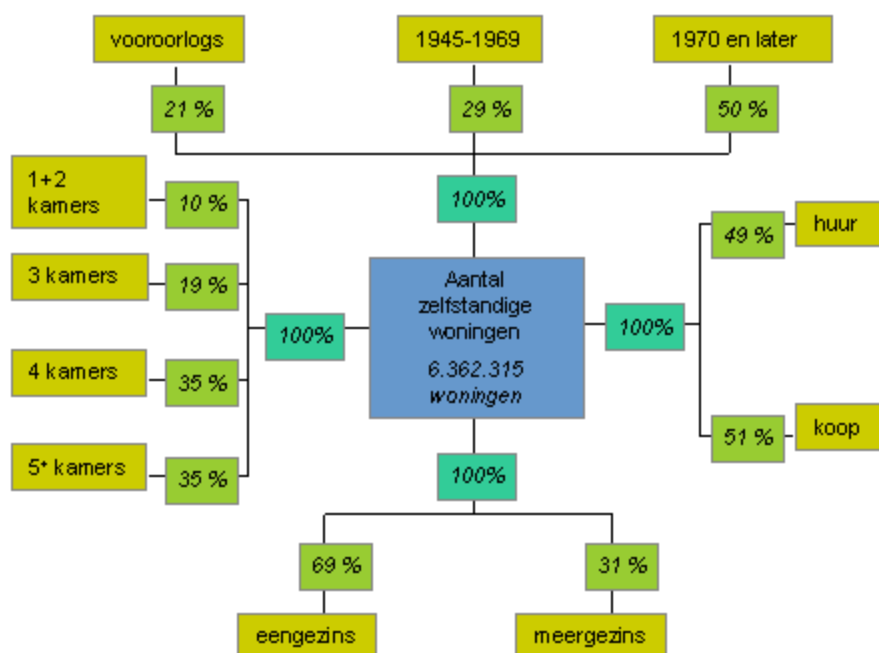 vooroorlogs
1945-1969
1970 en later
21 %
29 %
50 %
1+2
kamers
10 %
100%
49 %
huur
3 kamers
19 %
Aantal
zelfstandige
woningen
6.362.315
woningen
100%
100%
4 kamers
35 %
51 %
koop
5* kamers
35 %
100%
69 %
31 %
eengezins
meergezins